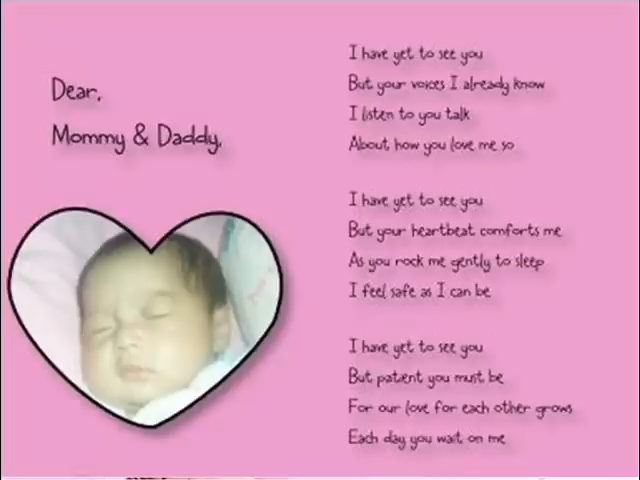 Dear,
Mommy & Daddy,
I have yet to see you
But your voices I already know
I listen to you talk
About how you love me so
I have yet to see you
But your heartbeat comforts me
As you rock me gently to sleep
I feel safe as I can be
I have yet to see you
But patient you must be
For our love for each other grows
Each day you wait on me